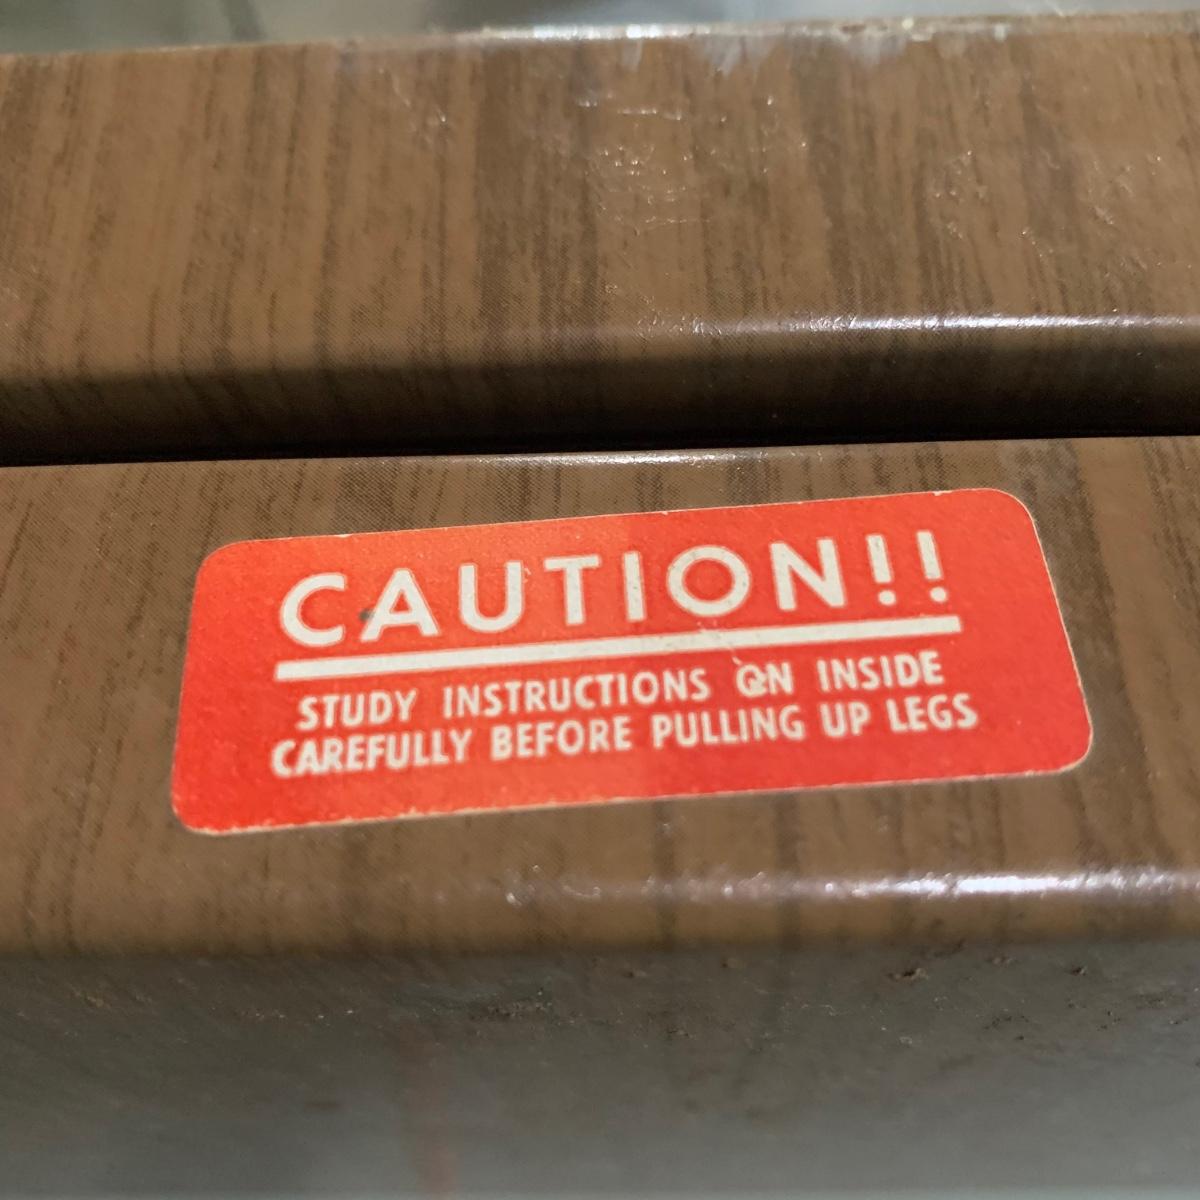 CAUTION!!
STUDY INSTRUCTIONS ON INSIDE
CAREFULLY BEFORE PULLING UP LEGS